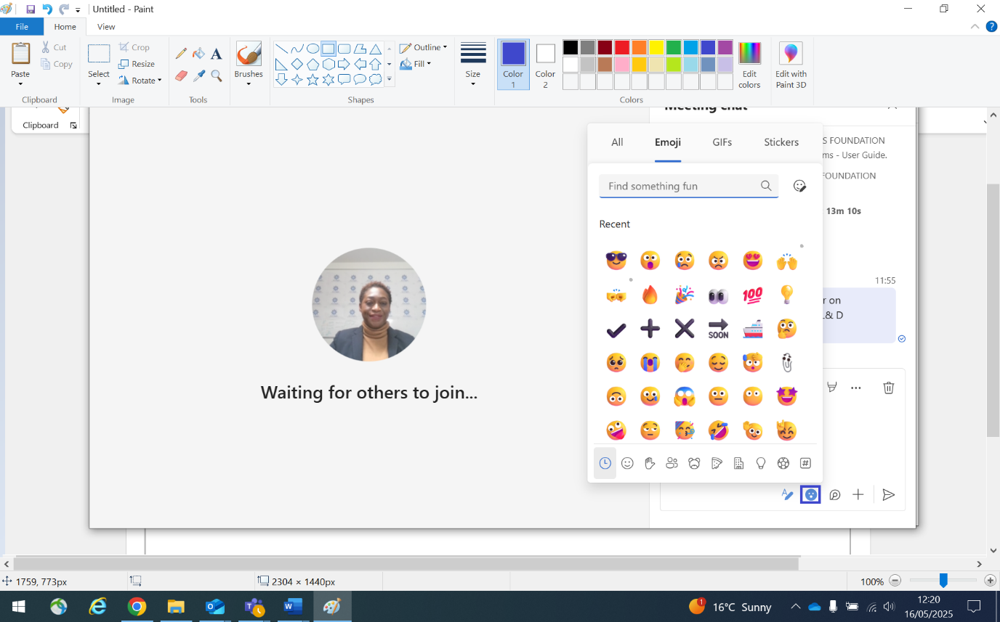 Untitled - Paint
File Home View
Paste
Cut
Copy
Clipboard
Select
Crop
Resize
Rotate
Image
Tools
Brushes
Shapes
Outline
Fill
Size
Color 1
Color 2
Edit colors
Colors
Edit with Paint 3D
Clipboard
Meeting chat
S FOUNDATION
ms - User Guide.
FOUNDATION
13m 10s
11:55
r on
& D
All Emoji GIFs Stickers
Find something fun
Recent
100
SOON
Waiting for others to join...
1759, 773px
2304 × 1440px
100%
1
16°C Sunny
12:20
16/05/2025